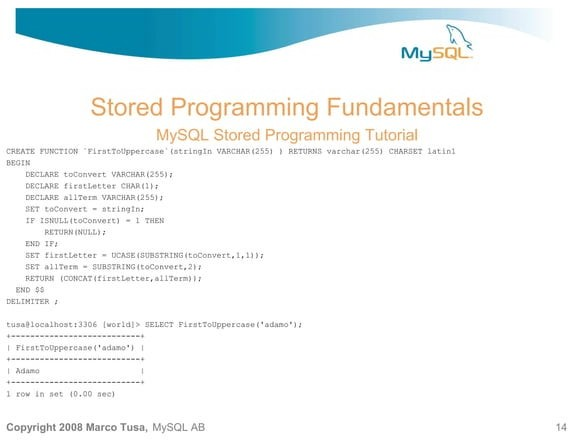 MySQL
Stored Programming Fundamentals
MySQL Stored Programming Tutorial
CREATE FUNCTION `FirstToUppercase`(stringIn VARCHAR(255) ) RETURNS varchar(255) CHARSET latin1
BEGIN
    DECLARE toConvert VARCHAR(255);
    DECLARE firstLetter CHAR(1);
    DECLARE allTerm VARCHAR(255);
    SET toConvert = stringIn;
    IF ISNULL(toConvert) = 1 THEN
        RETURN(NULL);
    END IF;
    SET firstLetter = UCASE(SUBSTRING(toConvert,1,1));
    SET allTerm = SUBSTRING(toConvert,2);
    RETURN (CONCAT(firstLetter,allTerm));
  END $$
DELIMITER ;
tusa@localhost:3306 [world]> SELECT FirstToUppercase('adamo');
+---------------------------+
| FirstToUppercase('adamo') |
+---------------------------+
| Adamo                     |
+---------------------------+
1 row in set (0.00 sec)
Copyright 2008 Marco Tusa, MySQL AB
14